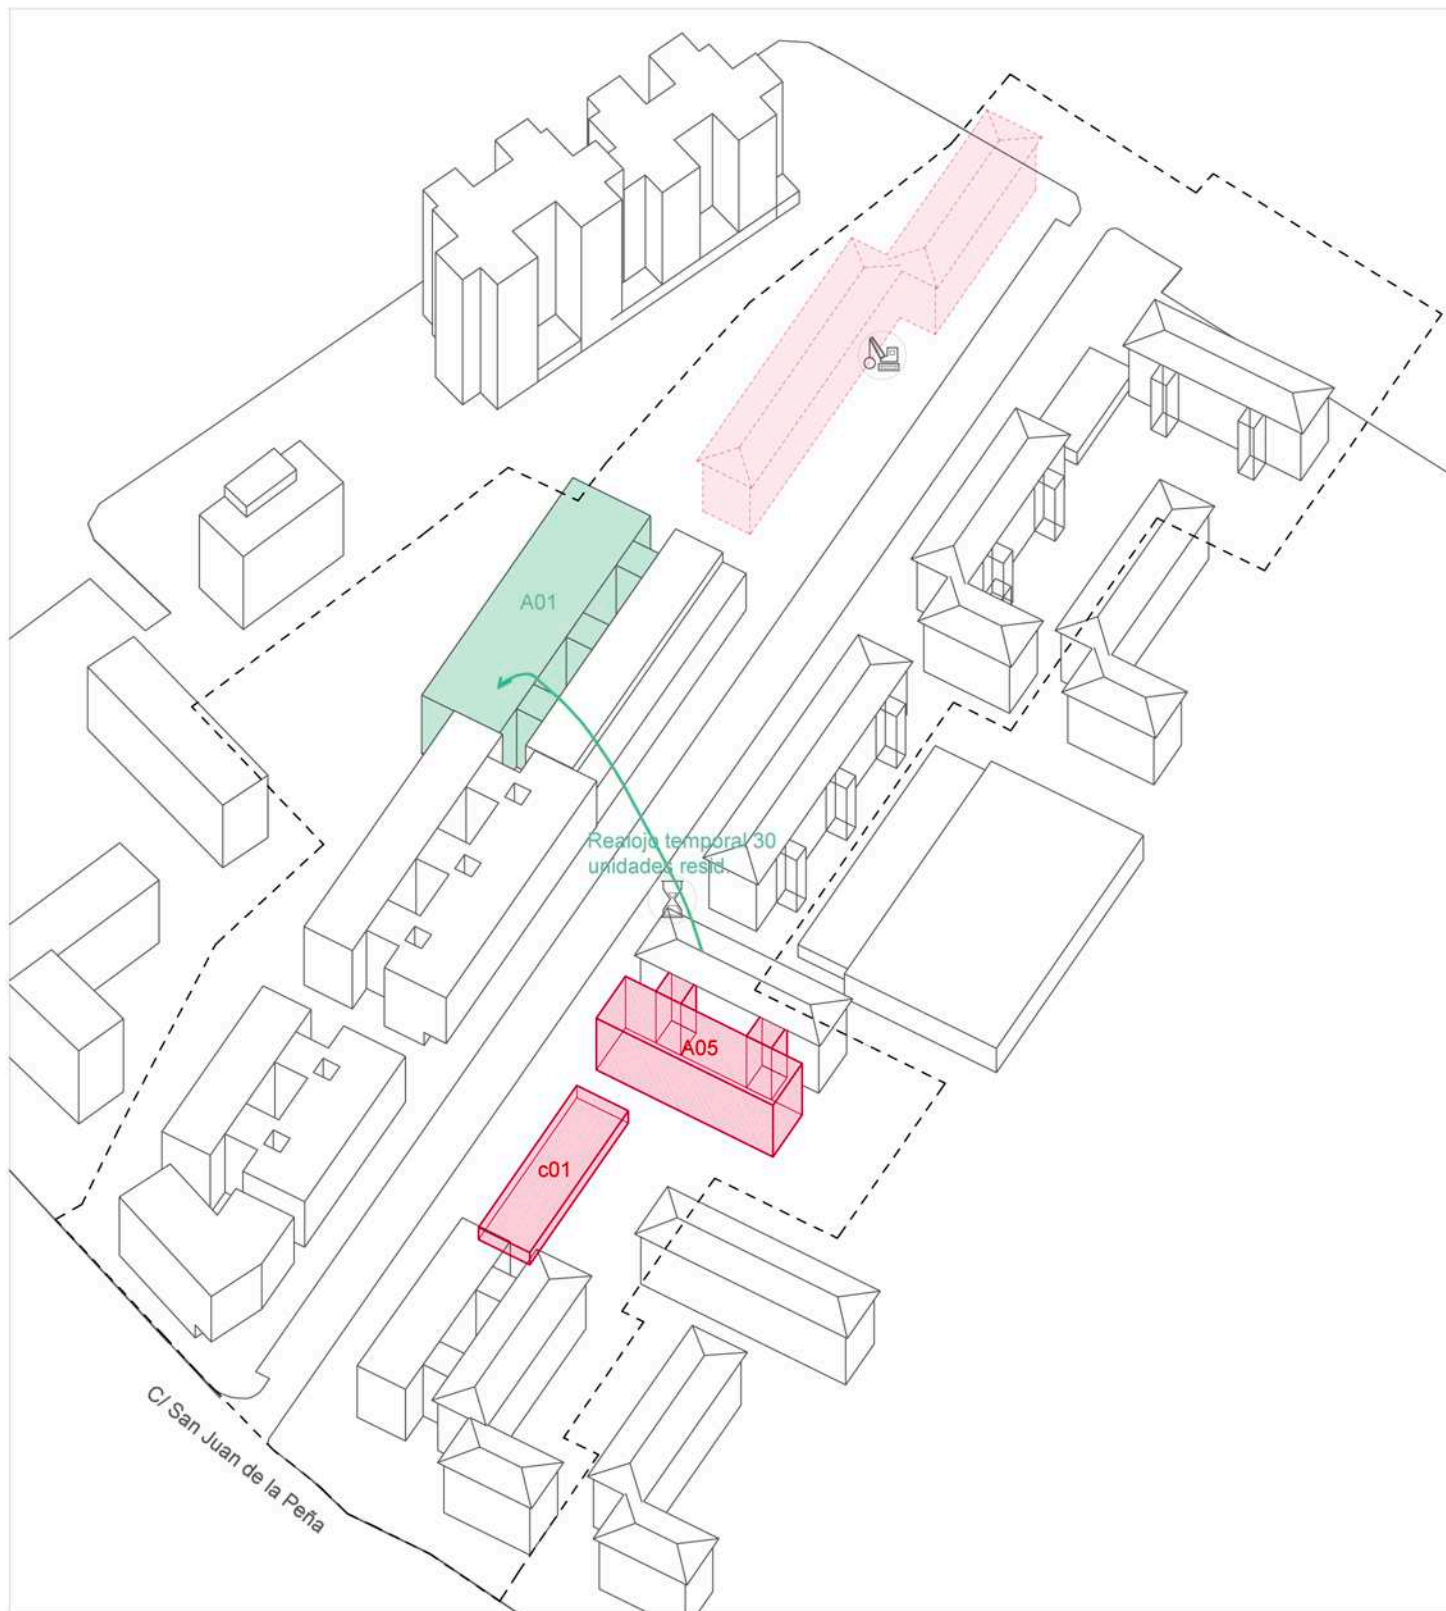 A01
Realojo temporal 30
unidades resid.
A05
c01
C/ San Juan de la Peña